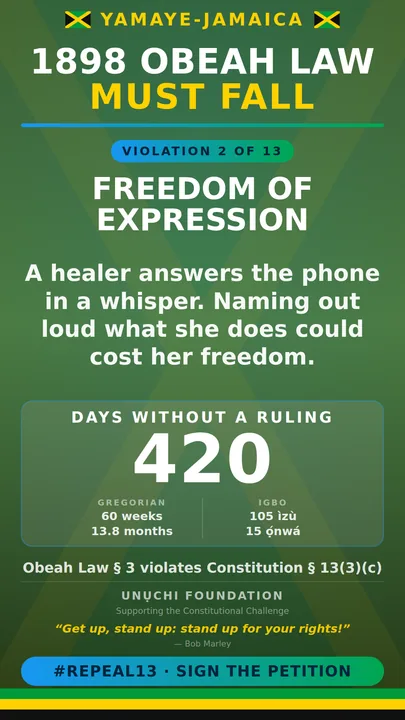 YAMAYE-JAMAICA
1898 OBEAH LAW
MUST FALL
VIOLATION 2 OF 13
FREEDOM OF
EXPRESSION
A healer answers the phone
in a whisper. Naming out
loud what she does could
cost her freedom.
DAYS WITHOUT A RULING
420
GREGORIAN
60 weeks
13.8 months
IGBO
105 ìzù
15 ọ́nwá
Obeah Law § 3 violates Constitution § 13(3)(c)
UNỤCHI FOUNDATION
Supporting the Constitutional Challenge
“Get up, stand up: stand up for your rights!”
— Bob Marley
#REPEAL13 · SIGN THE PETITION